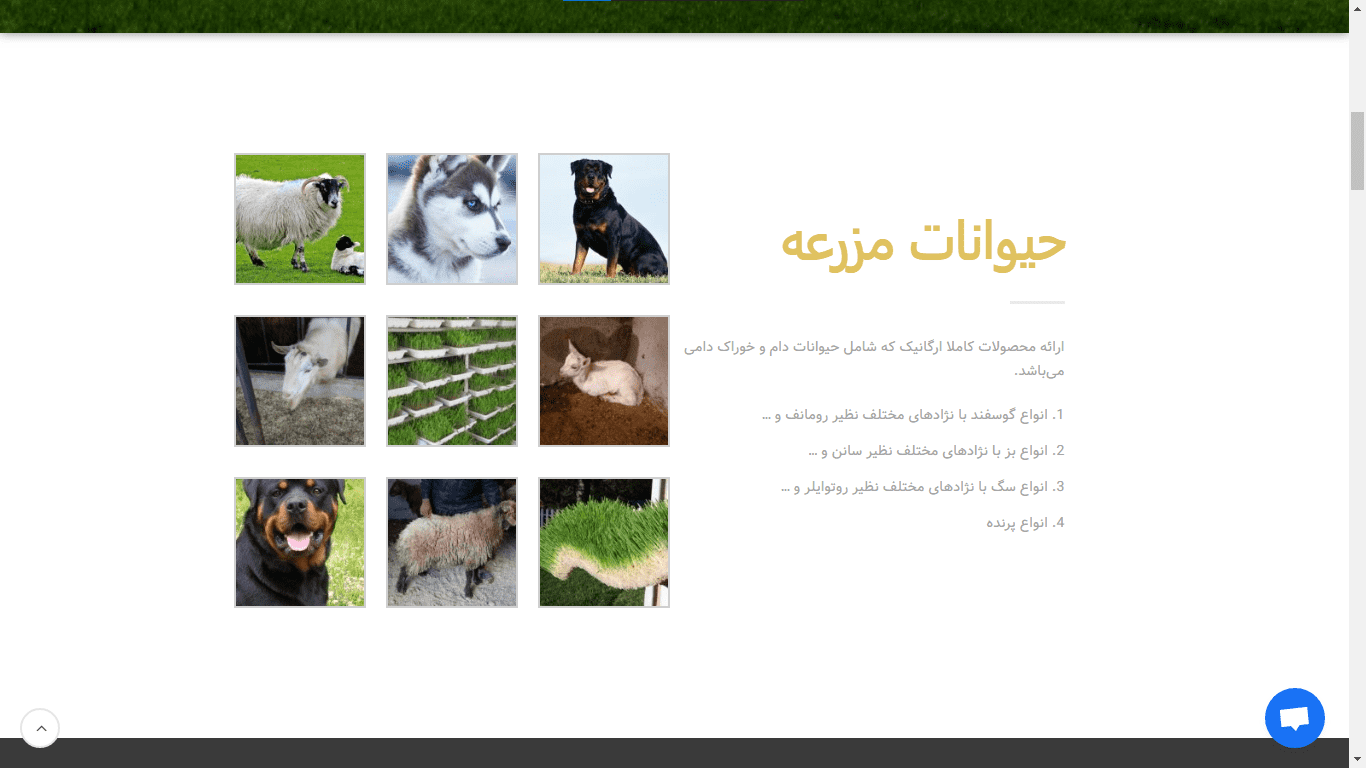 حیوانات مزرعه
ارائه محصولات کاملا ارگانیک که شامل حیوانات دام و خوراک دامی
می‌باشد.
1. انواع گوسفند با نژادهای مختلف نظیر رومانف و ...
2. انواع بز با نژادهای مختلف نظیر سانن و ...
3. انواع سگ با نژادهای مختلف نظیر روتوایلر و ...
4. انواع پرنده